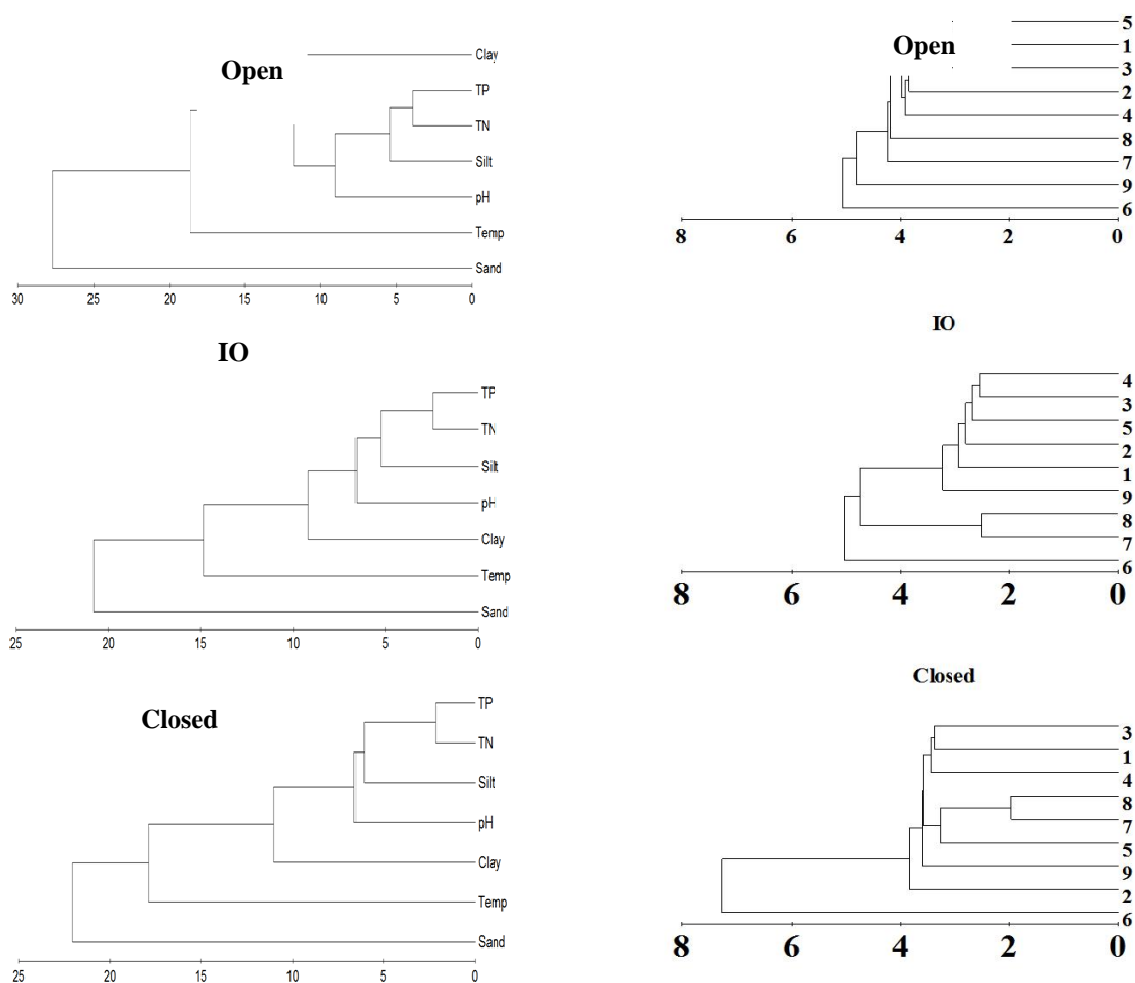 Open
Clay
TP
TN
Silt
pH
Temp
Sand
30 25 20 15 10 5 0
Open
5
1
3
2
4
8
7
9
6
8 6 4 2 0
IO
TP
TN
Silt
pH
Clay
Temp
Sand
25 20 15 10 5 0
IO
4
3
5
2
1
9
8
7
6
8 6 4 2 0
Closed
TP
TN
Silt
pH
Clay
Temp
Sand
25 20 15 10 5 0
Closed
3
1
4
8
7
5
9
2
6
8 6 4 2 0